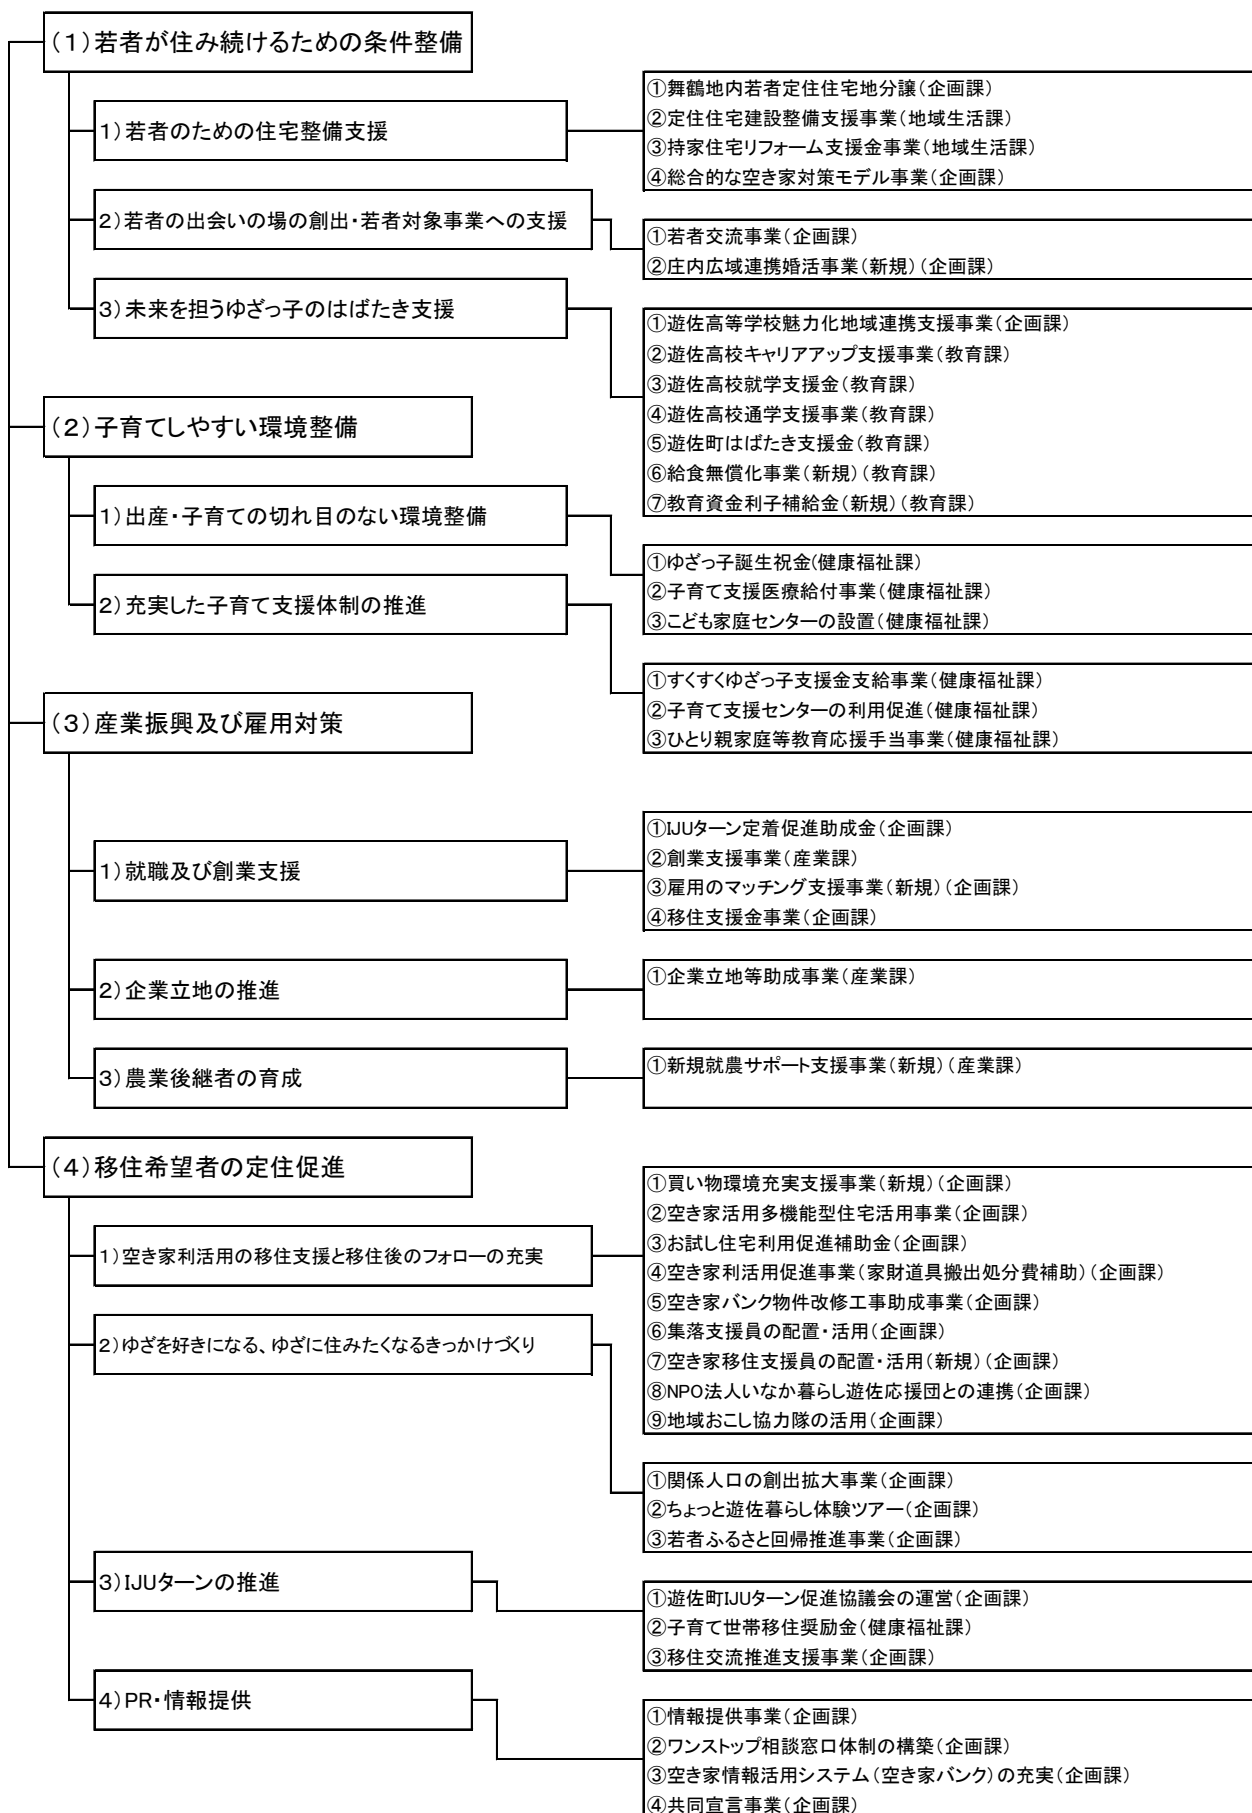 (１)若者が住み続けるための条件整備
1)若者のための住宅整備支援
①舞鶴地内若者定住住宅地分譲(企画課)
②定住住宅建設整備支援事業(地域生活課)
③持家住宅リフォーム支援金事業(地域生活課)
④総合的な空き家対策モデル事業(企画課)
2)若者の出会いの場の創出・若者対象事業への支援
①若者交流事業(企画課)
②庄内広域連携婚活事業(新規)(企画課)
3)未来を担うゆざっ子のはばたき支援
①遊佐高等学校魅力化地域連携支援事業(企画課)
②遊佐高校キャリアアップ支援事業(教育課)
③遊佐高校就学支援金(教育課)
④遊佐高校通学支援事業(教育課)
⑤遊佐町はばたき支援金(教育課)
⑥給食無償化事業(新規)(教育課)
⑦教育資金利子補給金(新規)(教育課)
(２)子育てしやすい環境整備
1)出産・子育ての切れ目のない環境整備
①ゆざっ子誕生祝金(健康福祉課)
②子育て支援医療給付事業(健康福祉課)
③こども家庭センターの設置(健康福祉課)
2)充実した子育て支援体制の推進
①すくすくゆざっ子支援金支給事業(健康福祉課)
②子育て支援センターの利用促進(健康福祉課)
③ひとり親家庭等教育応援手当事業(健康福祉課)
(３)産業振興及び雇用対策
1)就職及び創業支援
①IJUターン定着促進助成金(企画課)
②創業支援事業(産業課)
③雇用のマッチング支援事業(新規)(企画課)
④移住支援金事業(企画課)
2)企業立地の推進
①企業立地等助成事業(産業課)
3)農業後継者の育成
①新規就農サポート支援事業(新規)(産業課)
(４)移住希望者の定住促進
1)空き家利活用の移住支援と移住後のフォローの充実
①買い物環境充実支援事業(新規)(企画課)
②空き家活用多機能型住宅活用事業(企画課)
③お試し住宅利用促進補助金(企画課)
④空き家利活用促進事業(家財道具搬出処分費補助)(企画課)
⑤空き家バンク物件改修工事助成事業(企画課)
⑥集落支援員の配置・活用(企画課)
⑦空き家移住支援員の配置・活用(新規)(企画課)
⑧NPO法人いなか暮らし遊佐応援団との連携(企画課)
⑨地域おこし協力隊の活用(企画課)
2)ゆざを好きになる、ゆざに住みたくなるきっかけづくり
①関係人口の創出拡大事業(企画課)
②ちょっと遊佐暮らし体験ツアー(企画課)
③若者ふるさと回帰推進事業(企画課)
3)IJUターンの推進
①遊佐町IJUターン促進協議会の運営(企画課)
②子育て世帯移住奨励金(健康福祉課)
③移住交流推進支援事業(企画課)
4)PR・情報提供
①情報提供事業(企画課)
②ワンストップ相談窓口体制の構築(企画課)
③空き家情報活用システム(空き家バンク)の充実(企画課)
④共同宣言事業(企画課)